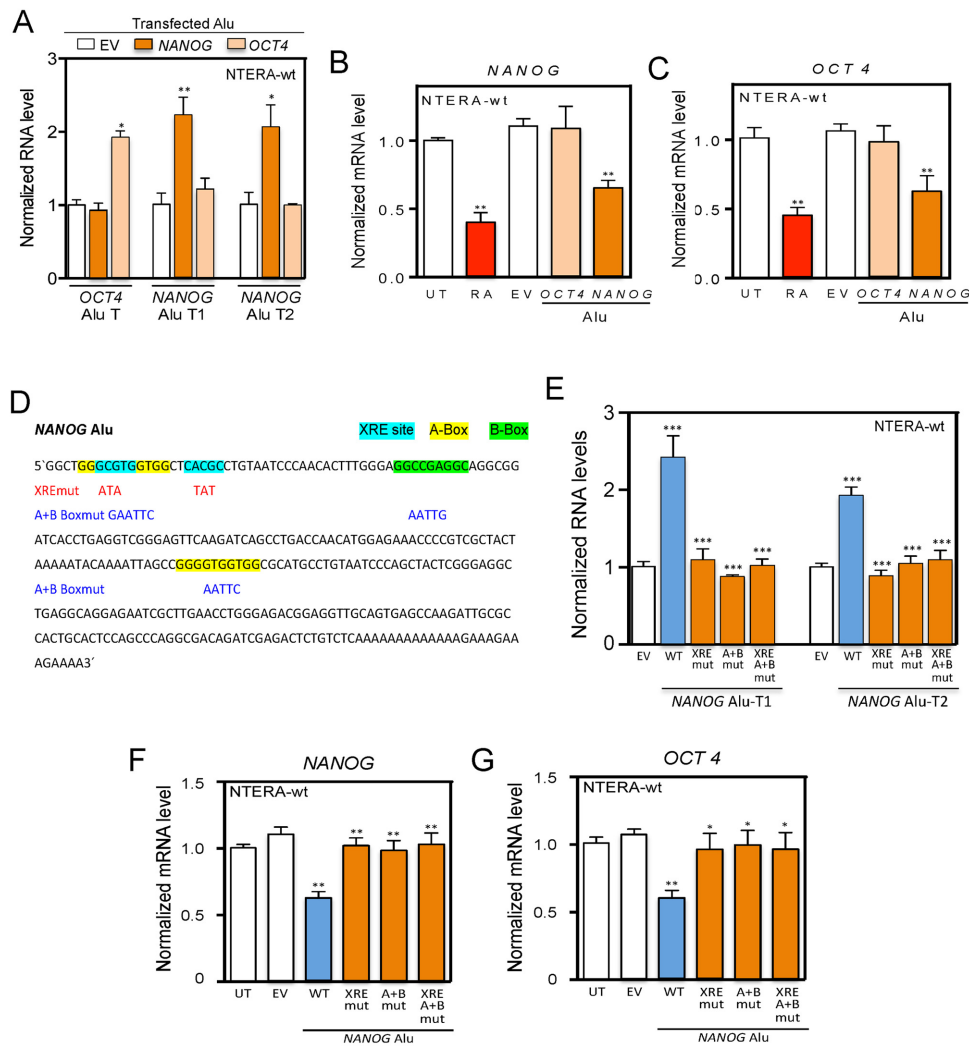 A
Transfected Alu
EV NANOG OCT4
NTERA-wt
Normalized RNA level
3
2
1
0
OCT4 NANOG NANOG
Alu T Alu T1 Alu T2
** * *
B
NANOG
NTERA-wt
Normalized mRNA level
1.0
0.5
0.0
** **
UT RA EV OCT4 NANOG
Alu
C
OCT 4
NTERA-wt
Normalized mRNA level
1.0
0.5
0.0
** **
UT RA EV OCT4 NANOG
Alu
D
NANOG Alu XRE site A-Box B-Box
5`GGCTGGGCGTGGTGGCTCACGCCTGTAATCCCAACACTTTGGGAGGCCGAGGCAGGCGG
XREmut ATA TAT
A+B Boxmut GAATTC AATTG
ATCACCTGAGGTCGGGAGTTCAAGATCAGCCTGACCAACATGGAGAAACCCCGTCGCTACT
AAAAATACAAAATTAGCCGGGGTGGTGGCGCATGCCTGTAATCCCAGCTACTCGGGAGGC
A+B Boxmut AATTC
TGAGGCAGGAGAATCGCTTGAACCTGGGAGACGGAGGTTGCAGTGAGCCAAGATTGCGC
CACTGCACTCCAGCCCAGGCGACAGATCGAGACTCTGTCTCAAAAAAAAAAAAAAGAAAGAA
AGAAAA3´
E
NTERA-wt
Normalized RNA levels
3
2
1
0
*** *** *** *** *** *** *** ***
EV WT XRE mut A+B mut XRE A+B mut EV WT XRE mut A+B mut XRE A+B mut
NANOG Alu-T1 NANOG Alu-T2
F
NANOG
NTERA-wt
Normalized mRNA level
1.5
1.0
0.5
0
** ** ** **
UT EV WT XRE mut A+B mut XRE A+B mut
NANOG Alu
G
OCT 4
NTERA-wt
Normalized mRNA level
1.5
1.0
0.5
0
** * * *
UT EV WT XRE mut A+B mut XRE A+B mut
NANOG Alu